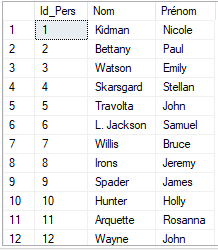 Id_Pers Nom Prénom
1 1 Kidman Nicole
2 2 Bettany Paul
3 3 Watson Emily
4 4 Skarsgard Stellan
5 5 Travolta John
6 6 L. Jackson Samuel
7 7 Willis Bruce
8 8 Irons Jeremy
9 9 Spader James
10 10 Hunter Holly
11 11 Arquette Rosanna
12 12 Wayne John